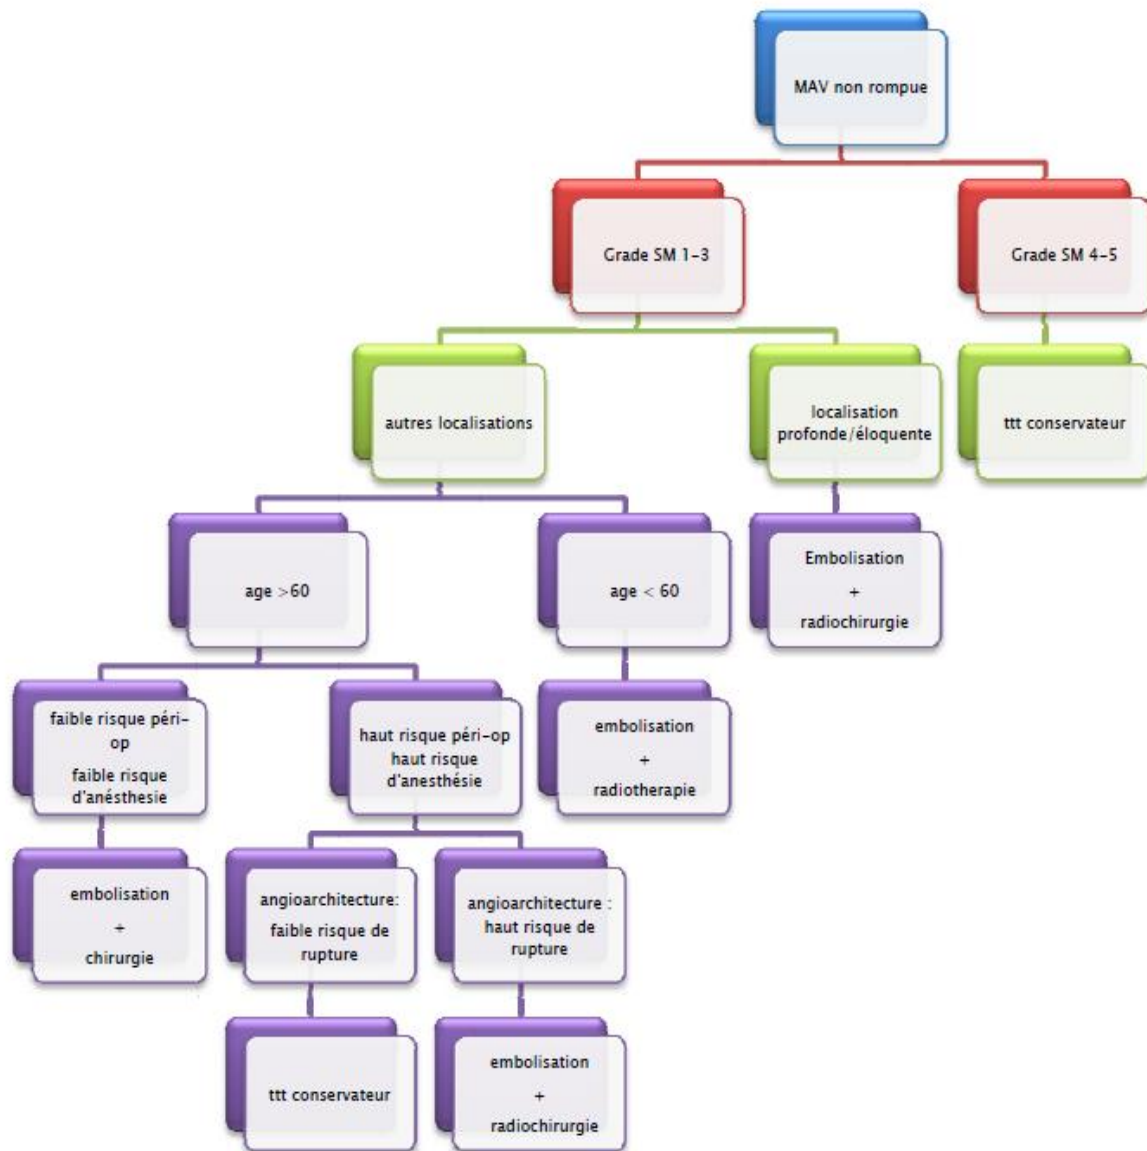 MAV non rompue
Grade SM 1-3
Grade SM 4-5
autres localisations
localisation
profonde/éloquente
ttt conservateur
age >60
age < 60
Embolisation
+
radiochirurgie
faible risque péri-
op
faible risque
d'anésthesie
haut risque péri-op
haut risque
d'anesthésie
embolisation
+
radiotherapie
embolisation
+
chirurgie
angioarchitecture:
faible risque de
rupture
angioarchitecture :
haut risque de
rupture
ttt conservateur
embolisation
+
radiochirurgie